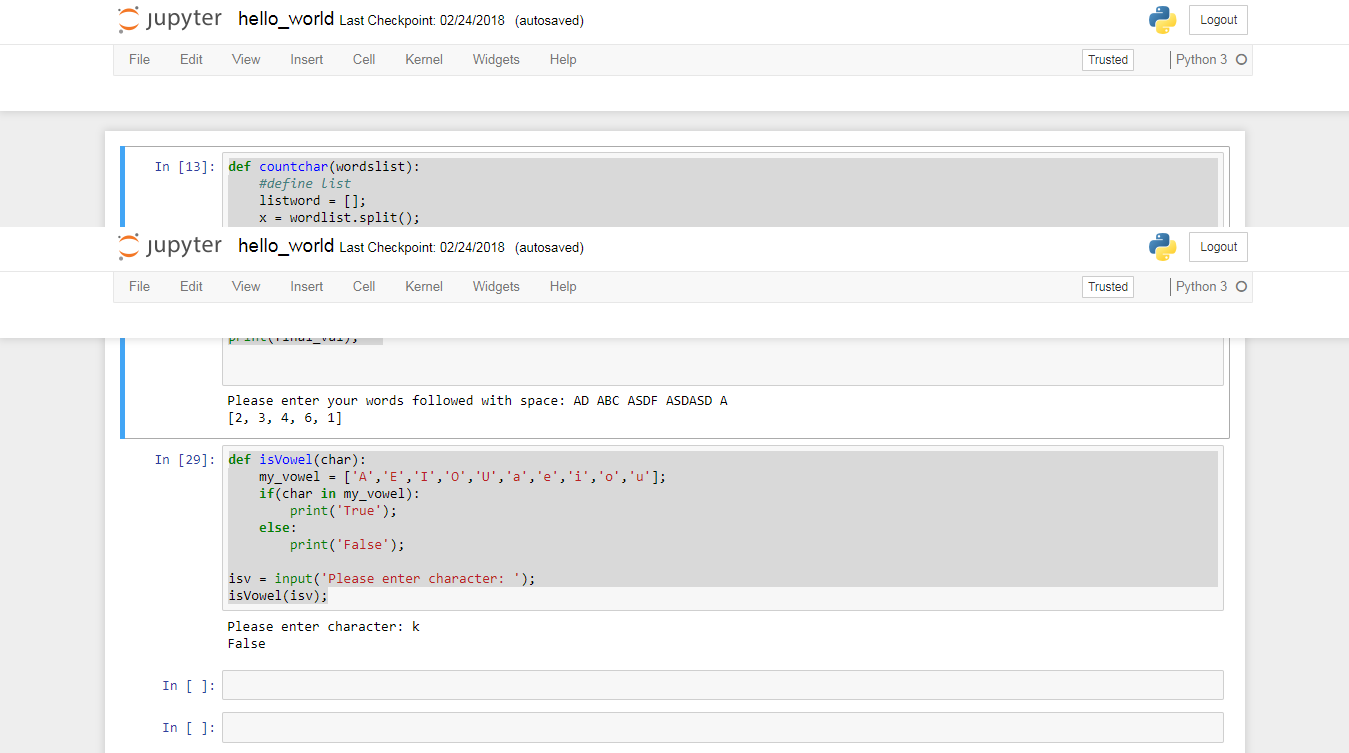 jupyter hello_world Last Checkpoint: 02/24/2018 (autosaved) Logout
File Edit View Insert Cell Kernel Widgets Help Trusted Python 3
In [13]: def countchar(wordslist):
#define list
listword = [];
x = wordlist.split();
jupyter hello_world Last Checkpoint: 02/24/2018 (autosaved) Logout
File Edit View Insert Cell Kernel Widgets Help Trusted Python 3
print(final_val);
Please enter your words followed with space: AD ABC ASDF ASDASD A
[2, 3, 4, 6, 1]
In [29]: def isVowel(char):
my_vowel = ['A','E','I','O','U','a','e','i','o','u'];
if(char in my_vowel):
print('True');
else:
print('False');
isv = input('Please enter character: ');
isVowel(isv);
Please enter character: k
False
In [ ]:
In [ ]: